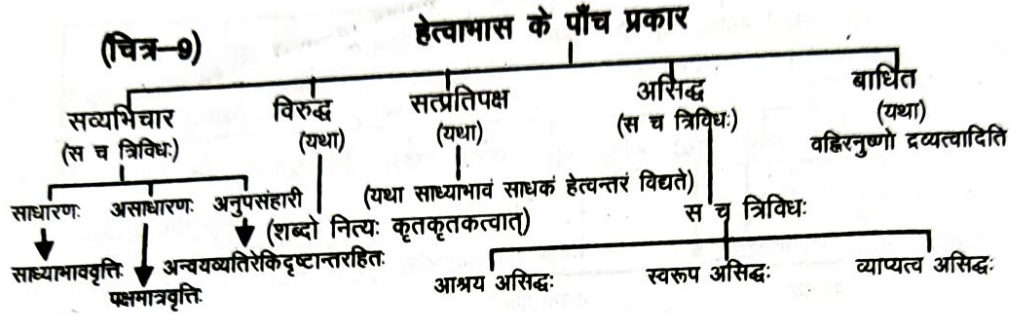 हेत्वाभास के पाँच प्रकार
(चित्र-9)
सव्यभिचार
(स च त्रिविधः)
विरुद्ध
(यथा)
सत्प्रतिपक्ष
(यथा)
असिद्ध
(स च त्रिविधः)
बाधित
(यथा)
वह्निरनुष्णो द्रव्यत्वादिति
साधारणः असाधारणः अनुपसंहारी
(यथा साध्याभावं साधकं हेत्वन्तरं विद्यते)
(शब्दो नित्यः कृतकृतकत्वात्)
स च त्रिविधः
साध्याभाववृत्तिः
पक्षमात्रवृत्तिः
अन्वयव्यतिरेकिदृष्टान्तरहितः
आश्रय असिद्धः
स्वरूप असिद्धः
व्याप्यत्व असिद्धः